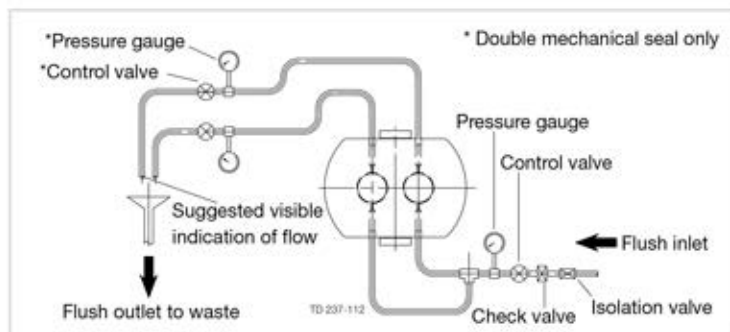 *Pressure gauge
* Double mechanical seal only
*Control valve
Pressure gauge
Control valve
Suggested visible
indication of flow
Flush inlet
Flush outlet to waste
TD 237-112
Check valve
Isolation valve